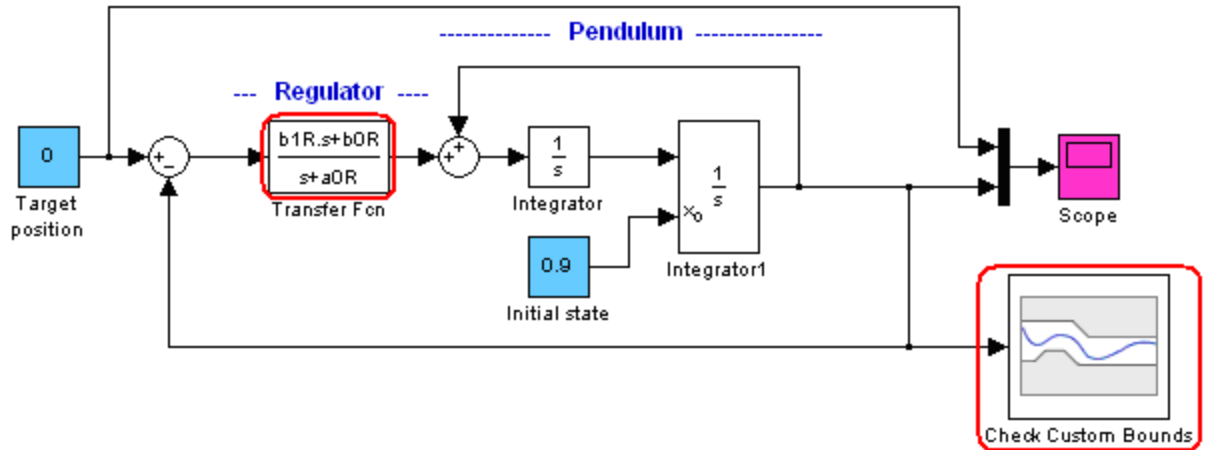 -------------- Pendulum ----------------
--- Regulator ----
0
Target
position
+
−
b1R.s+b0R
s+a0R
Transfer Fcn
+
+
1
s
Integrator
0.9
Initial state
1
s
x₀
Integrator1
Scope
Check Custom Bounds